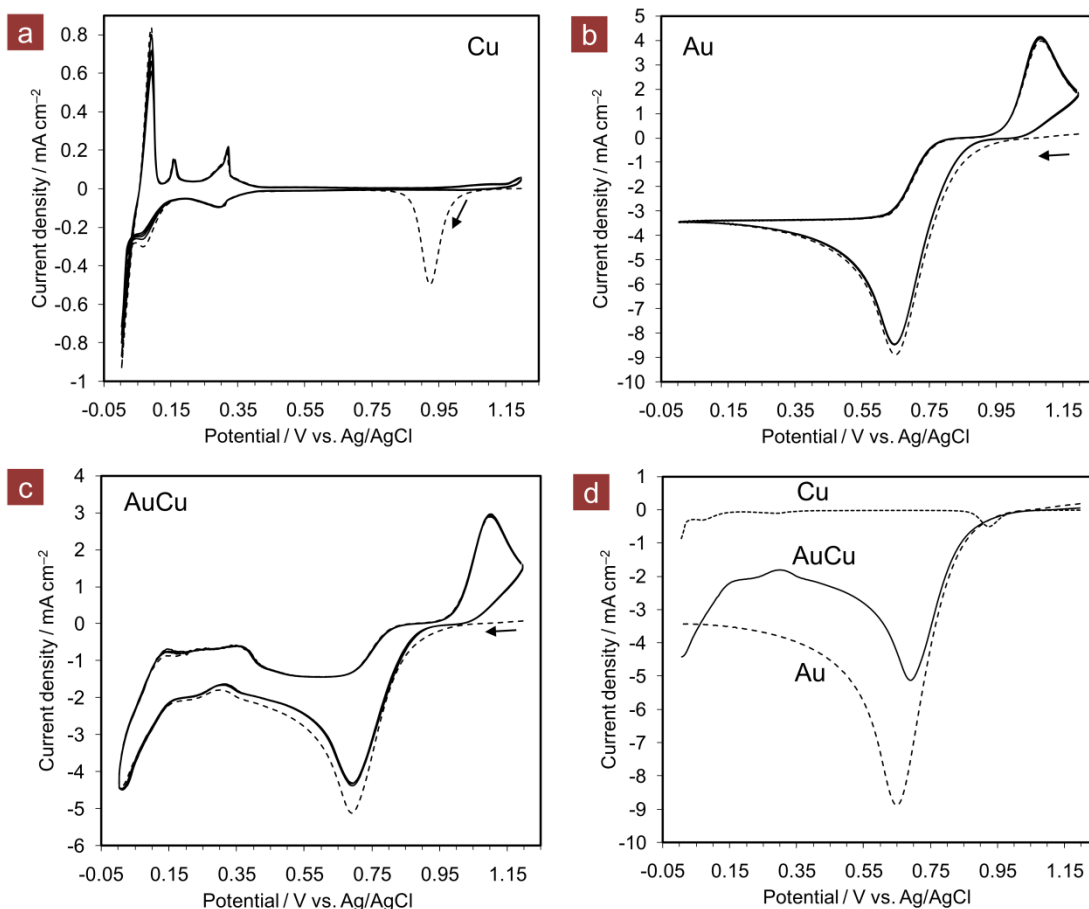 a
Cu
0.8
0.6
0.4
0.2
0
-0.2
-0.4
-0.6
-0.8
-1
Current density / mA cm⁻²
-0.05 0.15 0.35 0.55 0.75 0.95 1.15
Potential / V vs. Ag/AgCl
b
Au
5
4
3
2
1
0
-1
-2
-3
-4
-5
-6
-7
-8
-9
-10
Current density / mA cm⁻²
-0.05 0.15 0.35 0.55 0.75 0.95 1.15
Potential / V vs. Ag/AgCl
c
AuCu
4
3
2
1
0
-1
-2
-3
-4
-5
-6
Current density / mA cm⁻²
-0.05 0.15 0.35 0.55 0.75 0.95 1.15
Potential / V vs. Ag/AgCl
d
Cu
AuCu
Au
1
0
-1
-2
-3
-4
-5
-6
-7
-8
-9
-10
Current density / mA cm⁻²
-0.05 0.15 0.35 0.55 0.75 0.95 1.15
Potential / V vs. Ag/AgCl